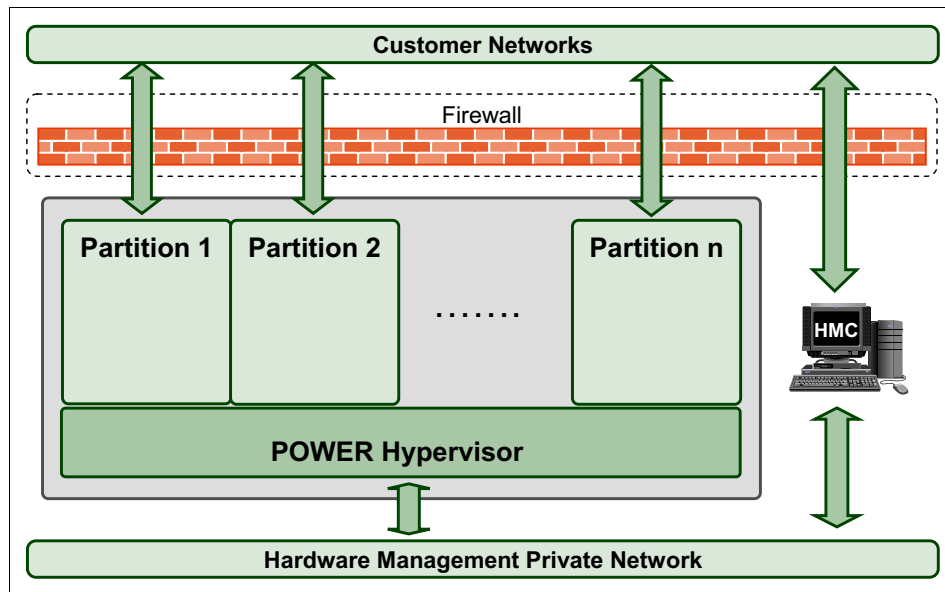 Customer Networks
Firewall
Partition 1
Partition 2
Partition n
.......
HMC
POWER Hypervisor
Hardware Management Private Network